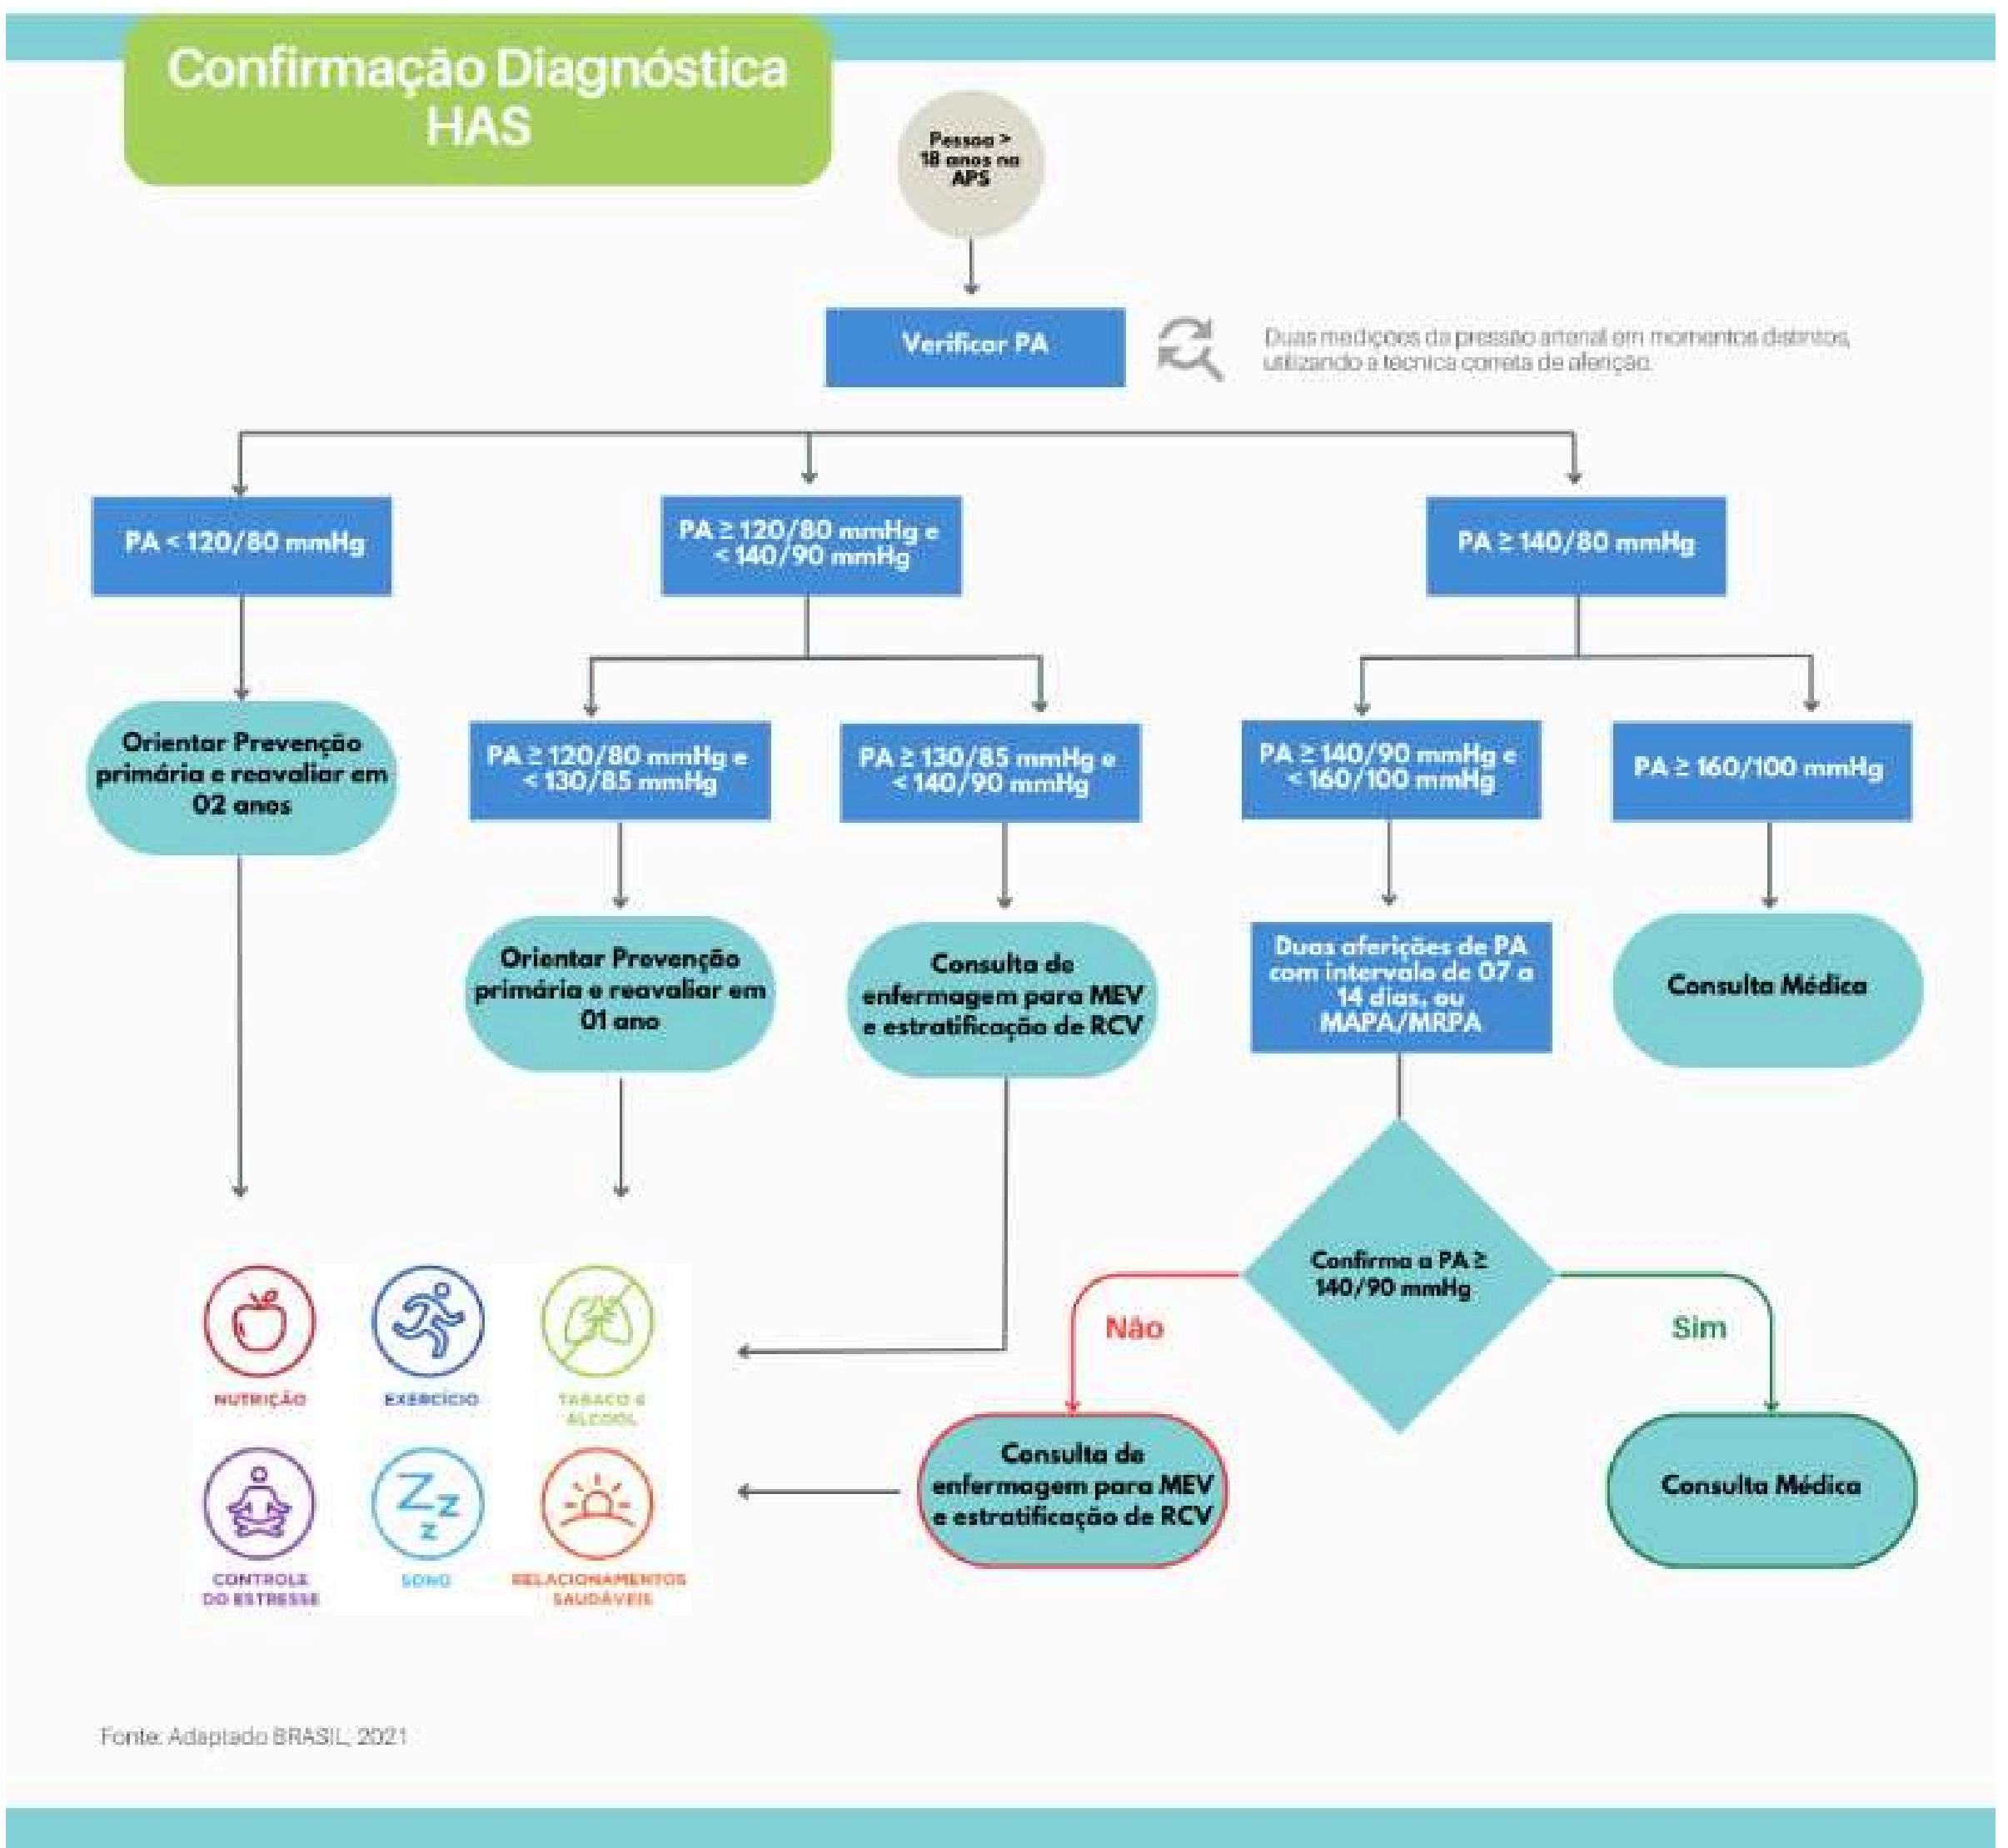 Confirmação Diagnóstica
HAS
Pessoa >
18 anos na
APS
Verificar PA
Duas medições da pressão arterial em momentos distintos,
utilizando a técnica correta de aferição.
PA < 120/80 mmHg
PA ≥ 120/80 mmHg e
< 140/90 mmHg
PA ≥ 140/80 mmHg
Orientar Prevenção
primária e reavaliar em
02 anos
PA ≥ 120/80 mmHg e
< 130/85 mmHg
PA ≥ 130/85 mmHg e
< 140/90 mmHg
PA ≥ 140/90 mmHg e
< 160/100 mmHg
PA ≥ 160/100 mmHg
Orientar Prevenção
primária e reavaliar em
01 ano
Consulta de
enfermagem para MEV
e estratificação de RCV
Duas aferições de PA
com intervalo de 07 a
14 dias, ou
MAPA/MRPA
Consulta Médica
Confirma a PA ≥
140/90 mmHg
Não
Sim
NUTRIÇÃO
EXERCÍCIO
TABACO E
ÁLCOOL
Consulta de
enfermagem para MEV
e estratificação de RCV
Consulta Médica
Z z z
CONTROLE
DO ESTRESSE
SONO
RELACIONAMENTOS
SAUDÁVEIS
Fonte: Adaptado BRASIL, 2021